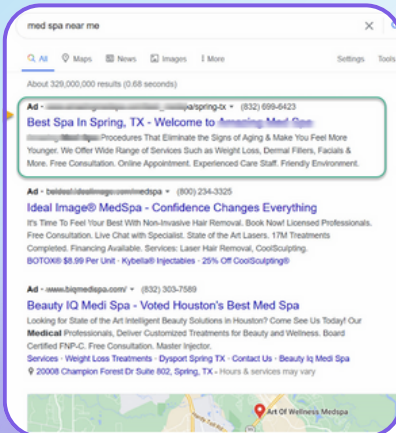 med spa near me
All Maps News Images More Settings Tools
About 329,000,000 results (0.68 seconds)
Ad · /spring-tx (832) 699-6423
Best Spa In Spring, TX - Welcome to Amazing Med Spa
Procedures That Eliminate the Signs of Aging & Make You Feel More
Younger. We Offer Wide Range of Services Such as Weight Loss, Dermal Fillers, Facials &
More. Free Consultation. Online Appointment. Experienced Care Staff. Friendly Environment.
Ad · /medspa (800) 234-3325
Ideal Image® MedSpa - Confidence Changes Everything
It's Time To Feel Your Best With Non-Invasive Hair Removal. Book Now! Licensed Professionals.
Free Consultation. Live Chat with Specialist. State of the Art Lasers. 17M Treatments
Completed. Financing Available. Services: Laser Hair Removal, CoolSculpting.
BOTOX® $8.99 Per Unit · Kybella® Injectables · 25% Off CoolSculpting®
Ad · www.biqmedispa.com/ (832) 303-7589
Beauty IQ Medi Spa - Voted Houston's Best Med Spa
Looking for State of the Art Intelligent Beauty Solutions in Houston? Come See Us Today! Our
Medical Professionals, Deliver Customized Treatments for Beauty and Wellness. Board
Certified FNP-C. Free Consultation. Master Injector.
Services · Weight Loss Treatments · Dysport Spring TX · Contact Us · Beauty Iq Medi Spa
20008 Champion Forest Dr Suite 802, Spring, TX - Hours & services may vary
Art Of Wellness Medspa